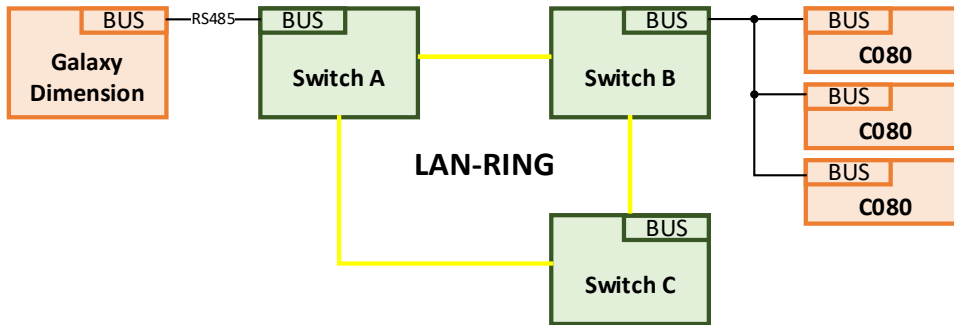 BUS
RS485
BUS
BUS
BUS
Galaxy
Dimension
Switch A
Switch B
C080
BUS
C080
LAN-RING
BUS
C080
BUS
Switch C